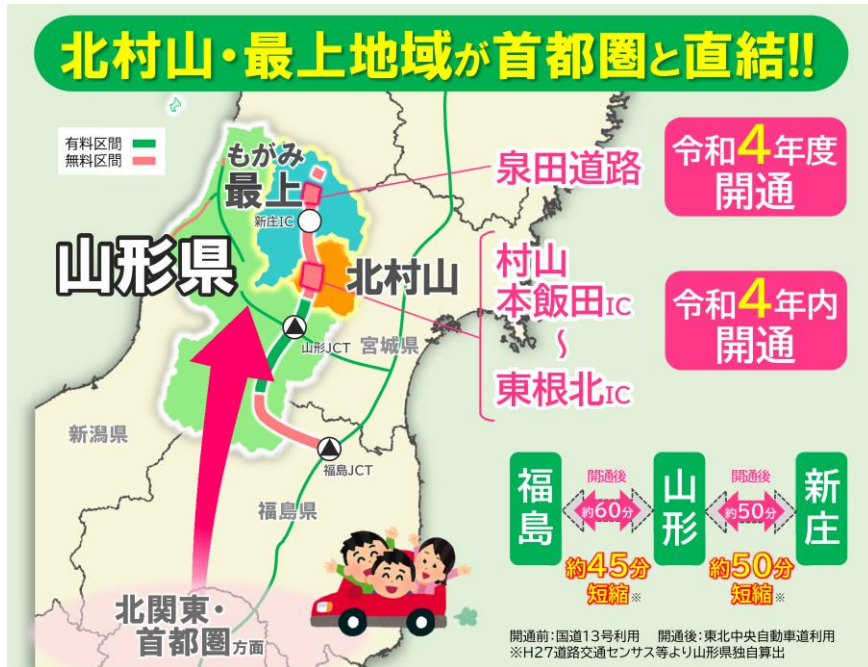 北村山・最上地域が首都圏と直結!!
有料区間
無料区間
もがみ
最上
新庄IC
山形県
北村山
山形JCT
宮城県
新潟県
福島JCT
福島県
北関東・
首都圏方面
泉田道路
令和4年度
開通
村山
本飯田IC
～
東根北IC
令和4年内
開通
福島
開通後
約60分
約45分
短縮※
山形
開通後
約50分
約50分
短縮※
新庄
開通前:国道13号利用 開通後:東北中央自動車道利用
※H27道路交通センサス等より山形県独自算出